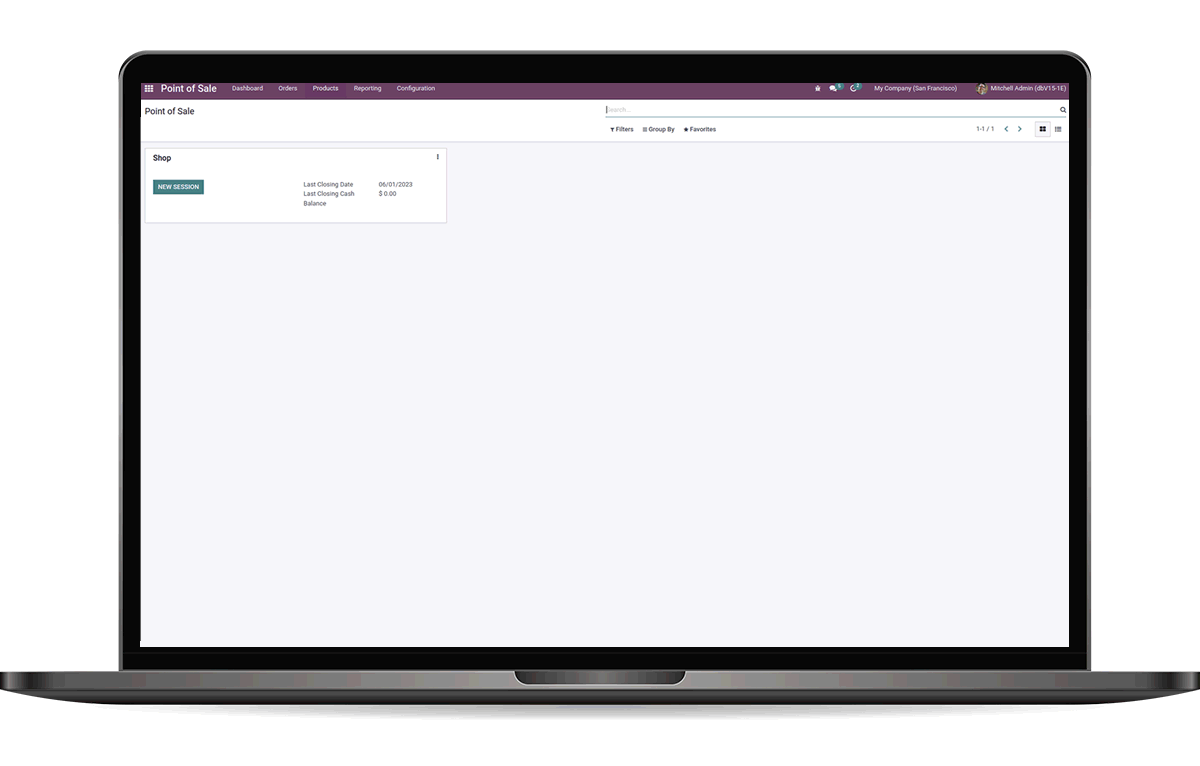 Point of Sale Dashboard Orders Products Reporting Configuration My Company (San Francisco) Mitchell Admin (dbV15-1E)
Point of Sale Search...
Filters Group By Favorites 1-1 / 1
Shop
NEW SESSION Last Closing Date 06/01/2023
Last Closing Cash $ 0.00
Balance